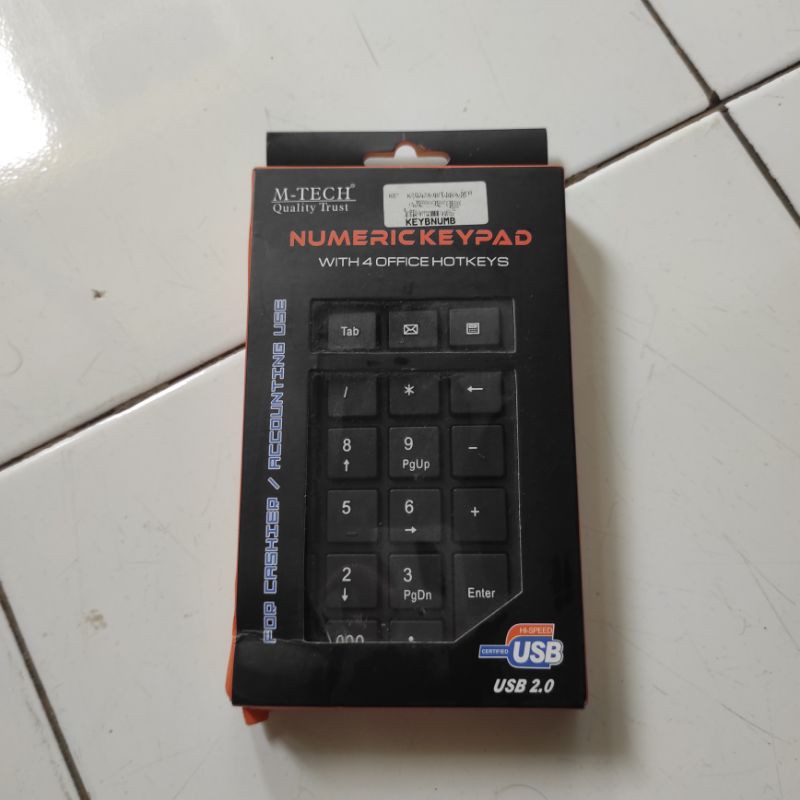 M-TECH®
Quality Trust
KEYBNUMB
NUMERIC KEYPAD
WITH 4 OFFICE HOTKEYS
FOR CASHIER / ACCOUNTING USE
Tab
/ * ←
8 9 −
↑ PgUp
5 6 +
→
2 3
↓ PgDn Enter
000 .
HI-SPEED
CERTIFIED USB
USB 2.0